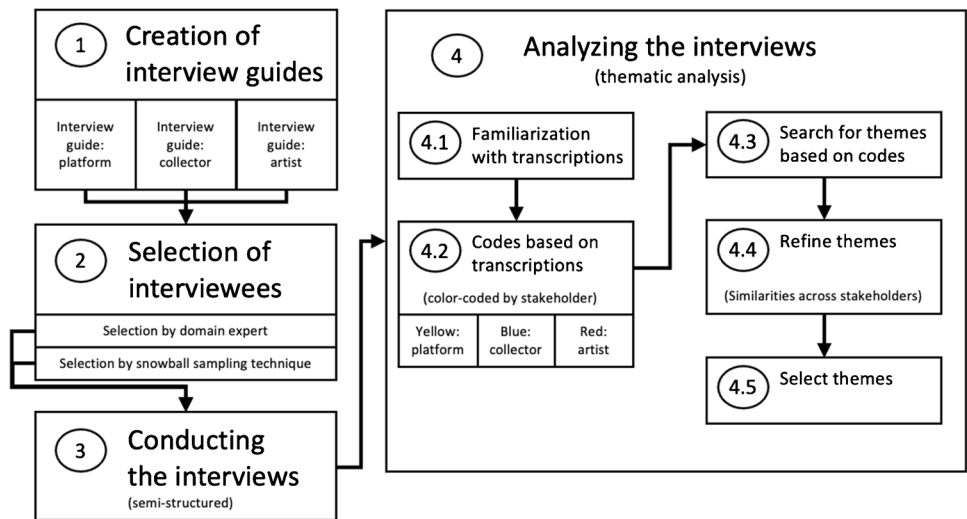 1
Creation of
interview guides
Interview
guide:
platform
Interview
guide:
collector
Interview
guide:
artist
2
Selection of
interviewees
Selection by domain expert
Selection by snowball sampling technique
3
Conducting
the interviews
(semi-structured)
4
Analyzing the interviews
(thematic analysis)
4.1
Familiarization
with transcriptions
4.2
Codes based on
transcriptions
(color-coded by stakeholder)
Yellow:
platform
Blue:
collector
Red:
artist
4.3
Search for themes
based on codes
4.4
Refine themes
(Similarities across stakeholders)
4.5
Select themes